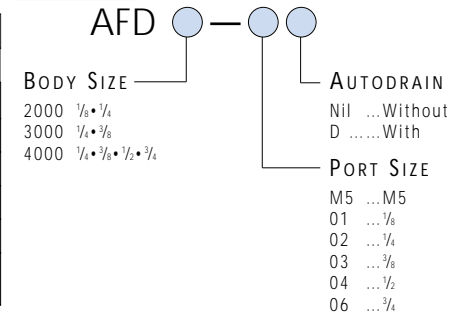 AFD —
BODY SIZE
2000 1/8•1/4
3000 1/4•3/8
4000 1/4•3/8•1/2•3/4
AUTODRAIN
Nil ...Without
D ......With
PORT SIZE
M5 ...M5
01 ...1/8
02 ...1/4
03 ...3/8
04 ...1/2
06 ...3/4